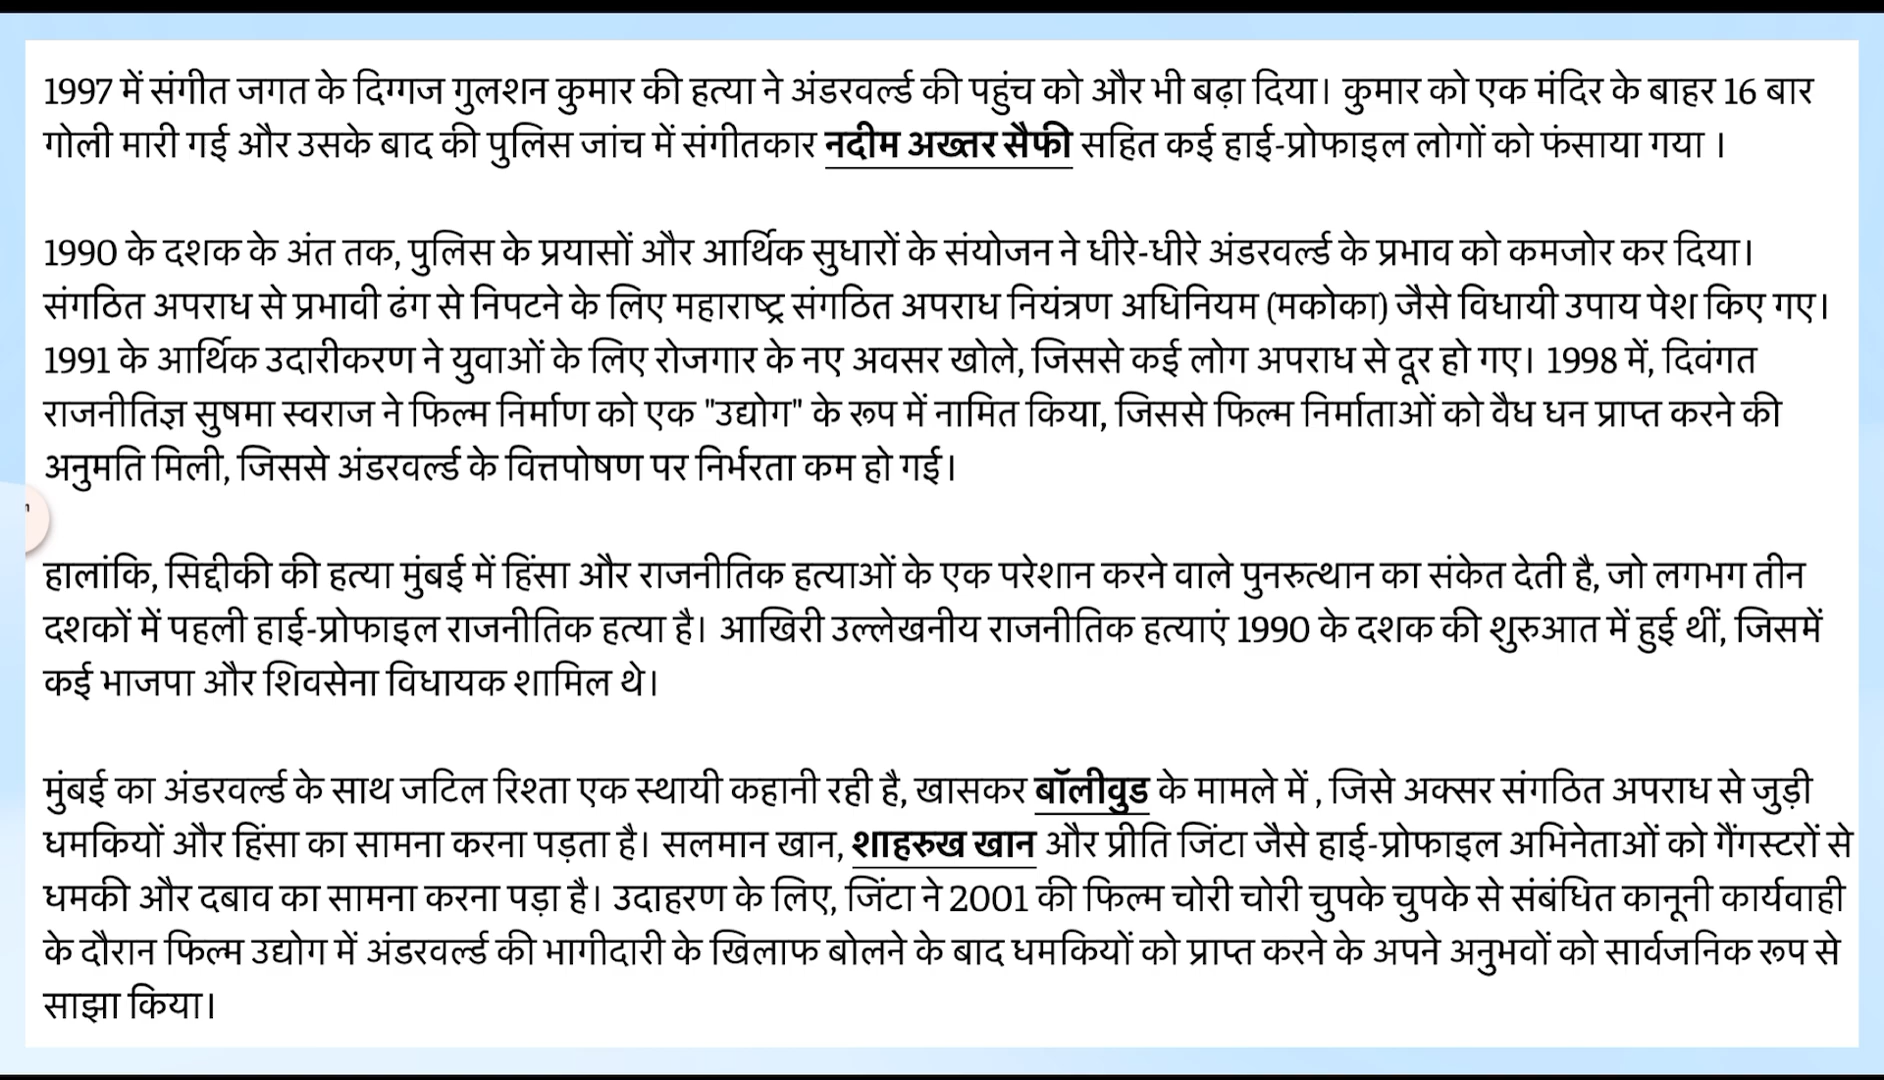 1997 में संगीत जगत के दिग्गज गुलशन कुमार की हत्या ने अंडरवर्ल्ड की पहुंच को और भी बढ़ा दिया। कुमार को एक मंदिर के बाहर 16 बार
गोली मारी गई और उसके बाद की पुलिस जांच में संगीतकार नदीम अख्तर सैफी सहित कई हाई-प्रोफाइल लोगों को फंसाया गया ।
1990 के दशक के अंत तक, पुलिस के प्रयासों और आर्थिक सुधारों के संयोजन ने धीरे-धीरे अंडरवर्ल्ड के प्रभाव को कमजोर कर दिया।
संगठित अपराध से प्रभावी ढंग से निपटने के लिए महाराष्ट्र संगठित अपराध नियंत्रण अधिनियम (मकोका) जैसे विधायी उपाय पेश किए गए।
1991 के आर्थिक उदारीकरण ने युवाओं के लिए रोजगार के नए अवसर खोले, जिससे कई लोग अपराध से दूर हो गए। 1998 में, दिवंगत
राजनीतिज्ञ सुषमा स्वराज ने फिल्म निर्माण को एक "उद्योग" के रूप में नामित किया, जिससे फिल्म निर्माताओं को वैध धन प्राप्त करने की
अनुमति मिली, जिससे अंडरवर्ल्ड के वित्तपोषण पर निर्भरता कम हो गई।
हालांकि, सिद्दीकी की हत्या मुंबई में हिंसा और राजनीतिक हत्याओं के एक परेशान करने वाले पुनरुत्थान का संकेत देती है, जो लगभग तीन
दशकों में पहली हाई-प्रोफाइल राजनीतिक हत्या है। आखिरी उल्लेखनीय राजनीतिक हत्याएं 1990 के दशक की शुरुआत में हुई थीं, जिसमें
कई भाजपा और शिवसेना विधायक शामिल थे।
मुंबई का अंडरवर्ल्ड के साथ जटिल रिश्ता एक स्थायी कहानी रही है, खासकर बॉलीवुड के मामले में , जिसे अक्सर संगठित अपराध से जुड़ी
धमकियों और हिंसा का सामना करना पड़ता है। सलमान खान, शाहरुख खान और प्रीति जिंटा जैसे हाई-प्रोफाइल अभिनेताओं को गैंगस्टरों से
धमकी और दबाव का सामना करना पड़ा है। उदाहरण के लिए, जिंटा ने 2001 की फिल्म चोरी चोरी चुपके चुपके से संबंधित कानूनी कार्यवाही
के दौरान फिल्म उद्योग में अंडरवर्ल्ड की भागीदारी के खिलाफ बोलने के बाद धमकियों को प्राप्त करने के अपने अनुभवों को सार्वजनिक रूप से
साझा किया।